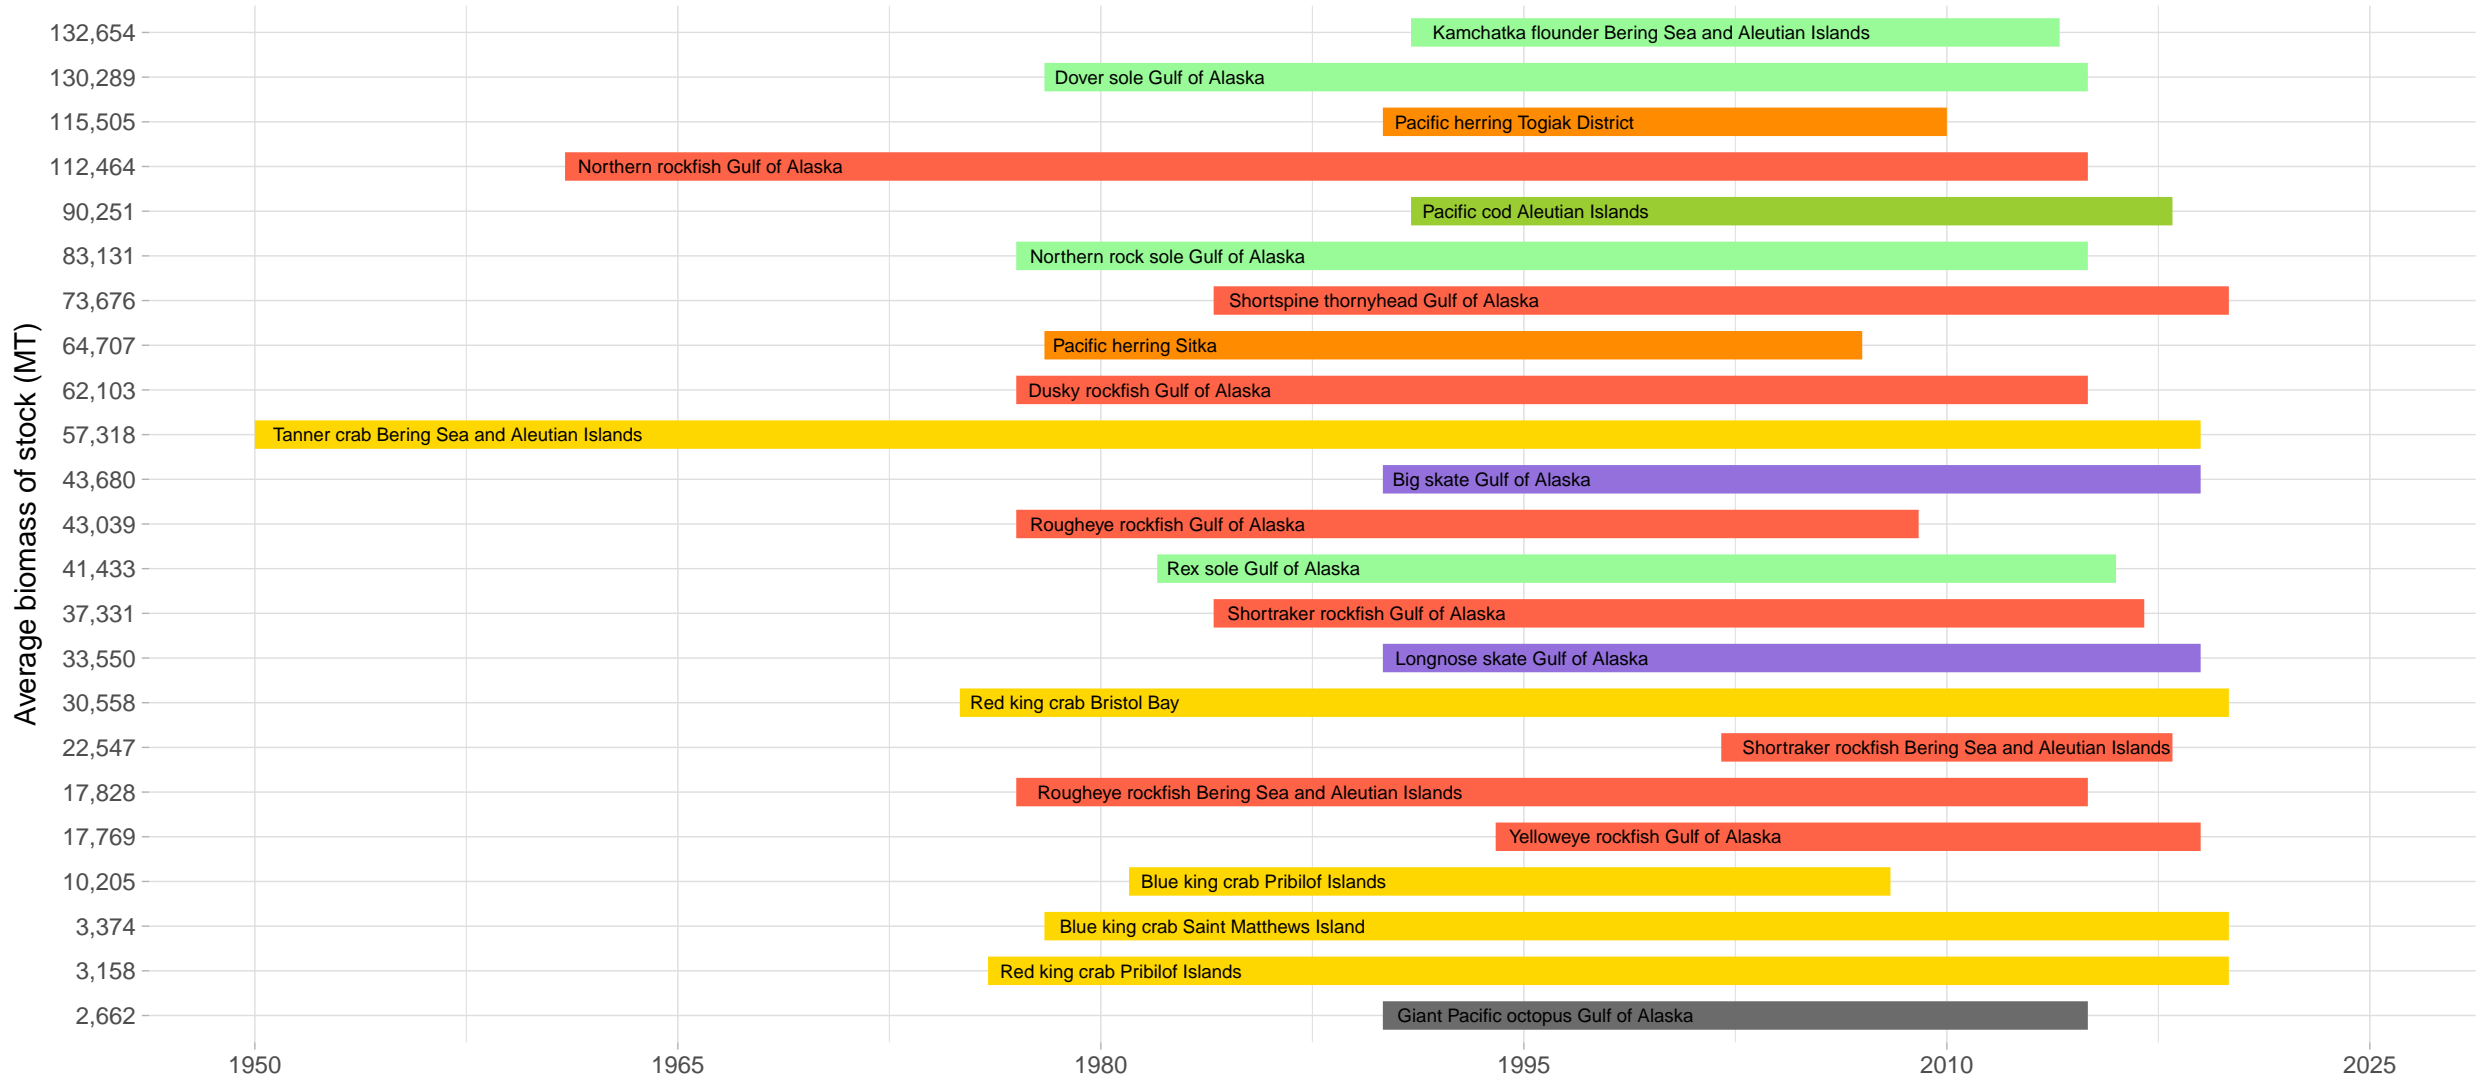 132,654 Kamchatka flounder Bering Sea and Aleutian Islands
130,289 Dover sole Gulf of Alaska
115,505 Pacific herring Togiak District
112,464 Northern rockfish Gulf of Alaska
90,251 Pacific cod Aleutian Islands
83,131 Northern rock sole Gulf of Alaska
73,676 Shortspine thornyhead Gulf of Alaska
64,707 Pacific herring Sitka
62,103 Dusky rockfish Gulf of Alaska
57,318 Tanner crab Bering Sea and Aleutian Islands
43,680 Big skate Gulf of Alaska
43,039 Rougheye rockfish Gulf of Alaska
41,433 Rex sole Gulf of Alaska
37,331 Shortraker rockfish Gulf of Alaska
33,550 Longnose skate Gulf of Alaska
30,558 Red king crab Bristol Bay
22,547 Shortraker rockfish Bering Sea and Aleutian Islands
17,828 Rougheye rockfish Bering Sea and Aleutian Islands
17,769 Yelloweye rockfish Gulf of Alaska
10,205 Blue king crab Pribilof Islands
3,374 Blue king crab Saint Matthews Island
3,158 Red king crab Pribilof Islands
2,662 Giant Pacific octopus Gulf of Alaska
Average biomass of stock (MT)
1950 1965 1980 1995 2010 2025